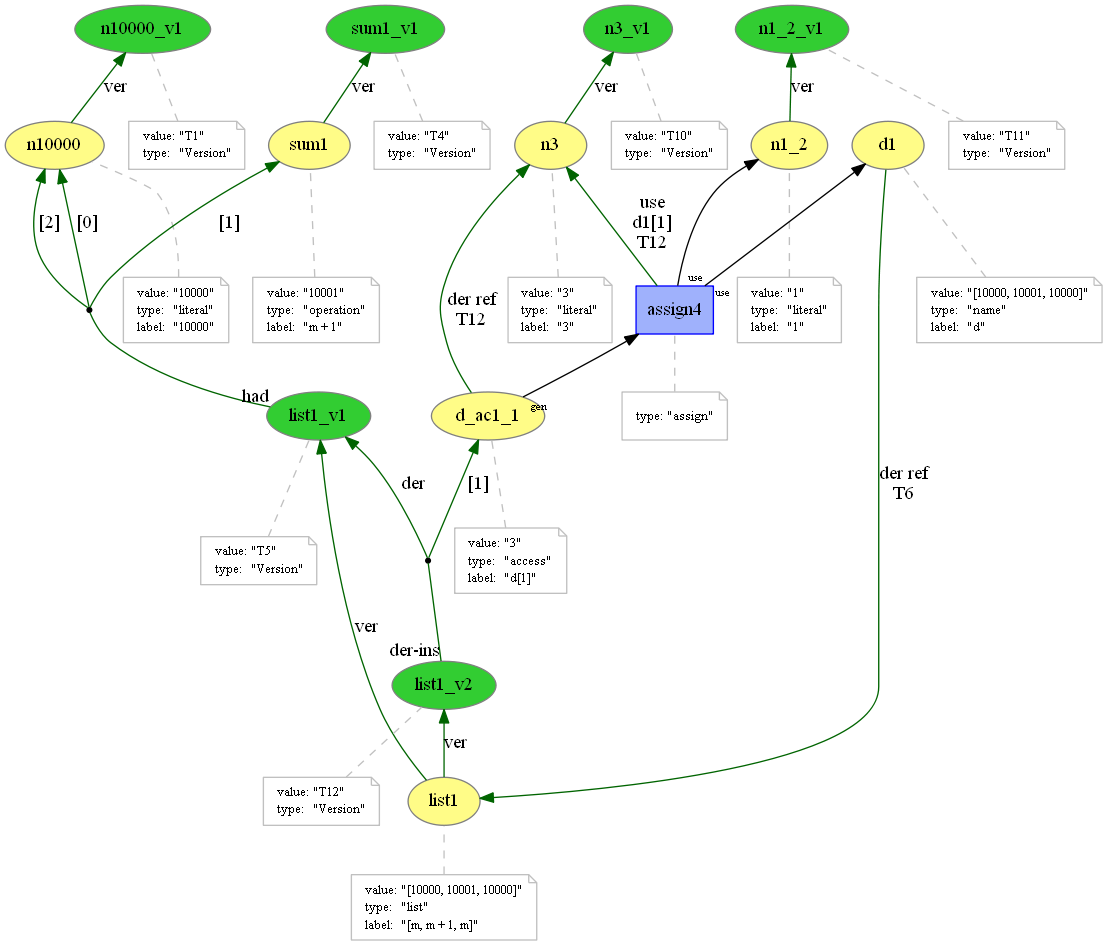 n10000_v1
sum1_v1
n3_v1
n1_2_v1
ver
ver
ver
ver
value: "T1"
type: "Version"
value: "T4"
type: "Version"
value: "T10"
type: "Version"
value: "T11"
type: "Version"
n10000
sum1
n3
n1_2
d1
[2]
[0]
[1]
use
d1[1]
T12
value: "10000"
type: "literal"
label: "10000"
value: "10001"
type: "operation"
label: "m + 1"
der ref
T12
value: "3"
type: "literal"
label: "3"
use
use
assign4
value: "1"
type: "literal"
label: "1"
value: "[10000, 10001, 10000]"
type: "name"
label: "d"
had
list1_v1
d_ac1_1
gen
type: "assign"
der
[1]
der ref
T6
value: "T5"
type: "Version"
value: "3"
type: "access"
label: "d[1]"
ver
der-ins
list1_v2
ver
value: "T12"
type: "Version"
list1
value: "[10000, 10001, 10000]"
type: "list"
label: "[m, m + 1, m]"